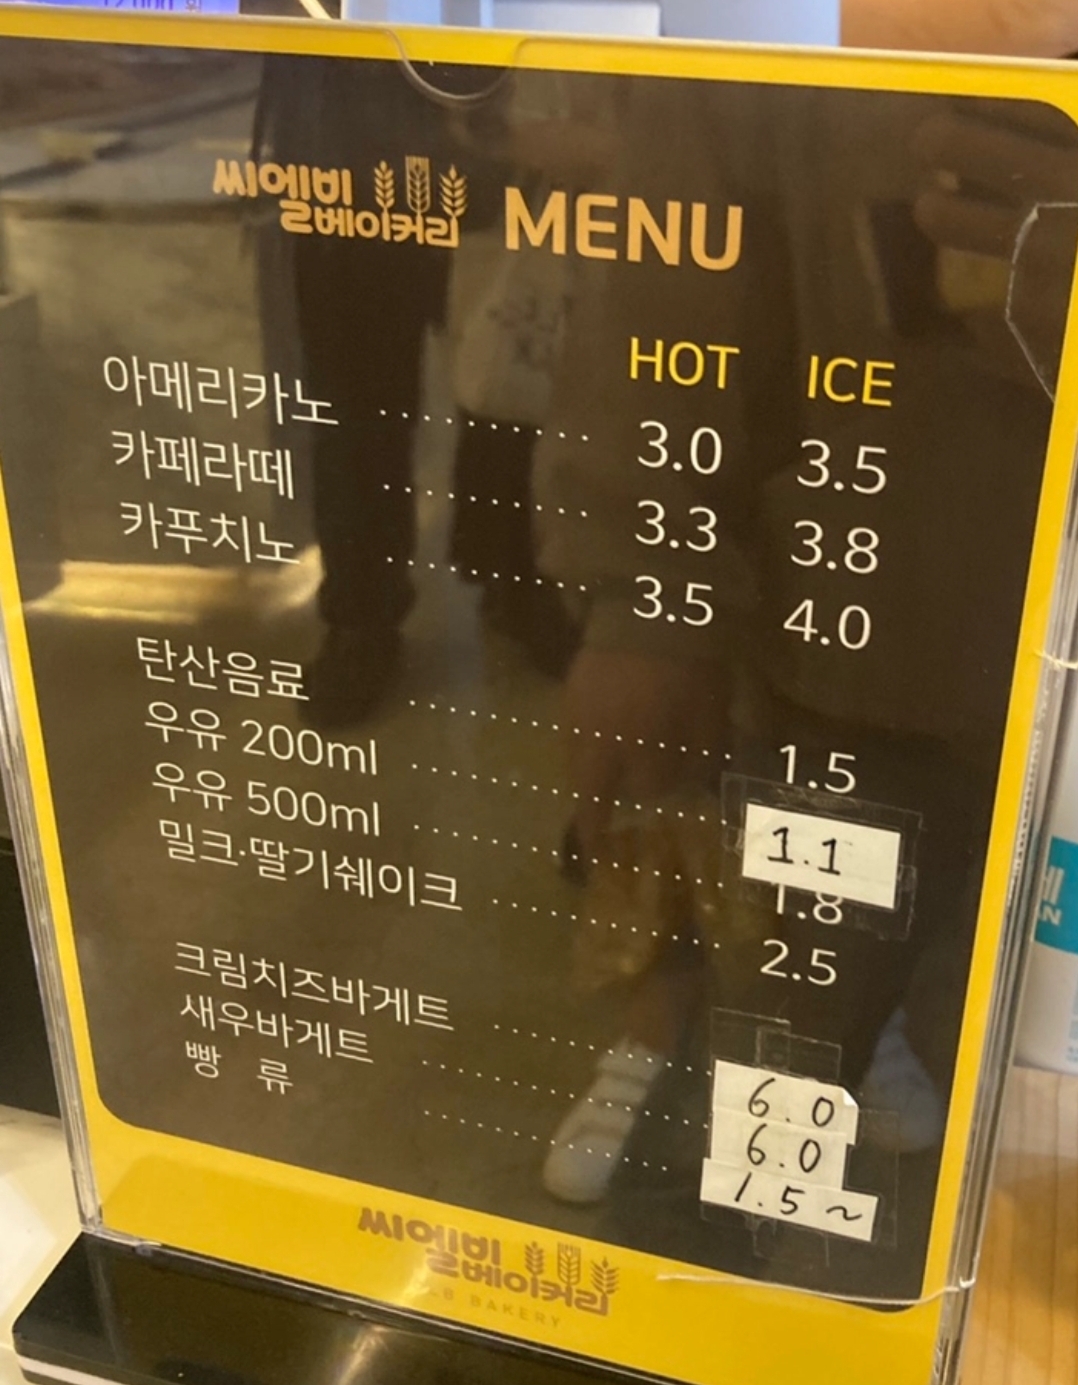 씨엘비
베이커리 MENU
HOT ICE
아메리카노 .......... 3.0 3.5
카페라떼 .......... 3.3 3.8
카푸치노 .......... 3.5 4.0
탄산음료 ................ 1.5
우유 200ml ................ 1.1
우유 500ml ................ 1.8
밀크·딸기쉐이크 ............ 2.5
크림치즈바게트 ............ 6.0
새우바게트 ................ 6.0
빵 류 ............ 1.5~
씨엘비
베이커리
BAKERY